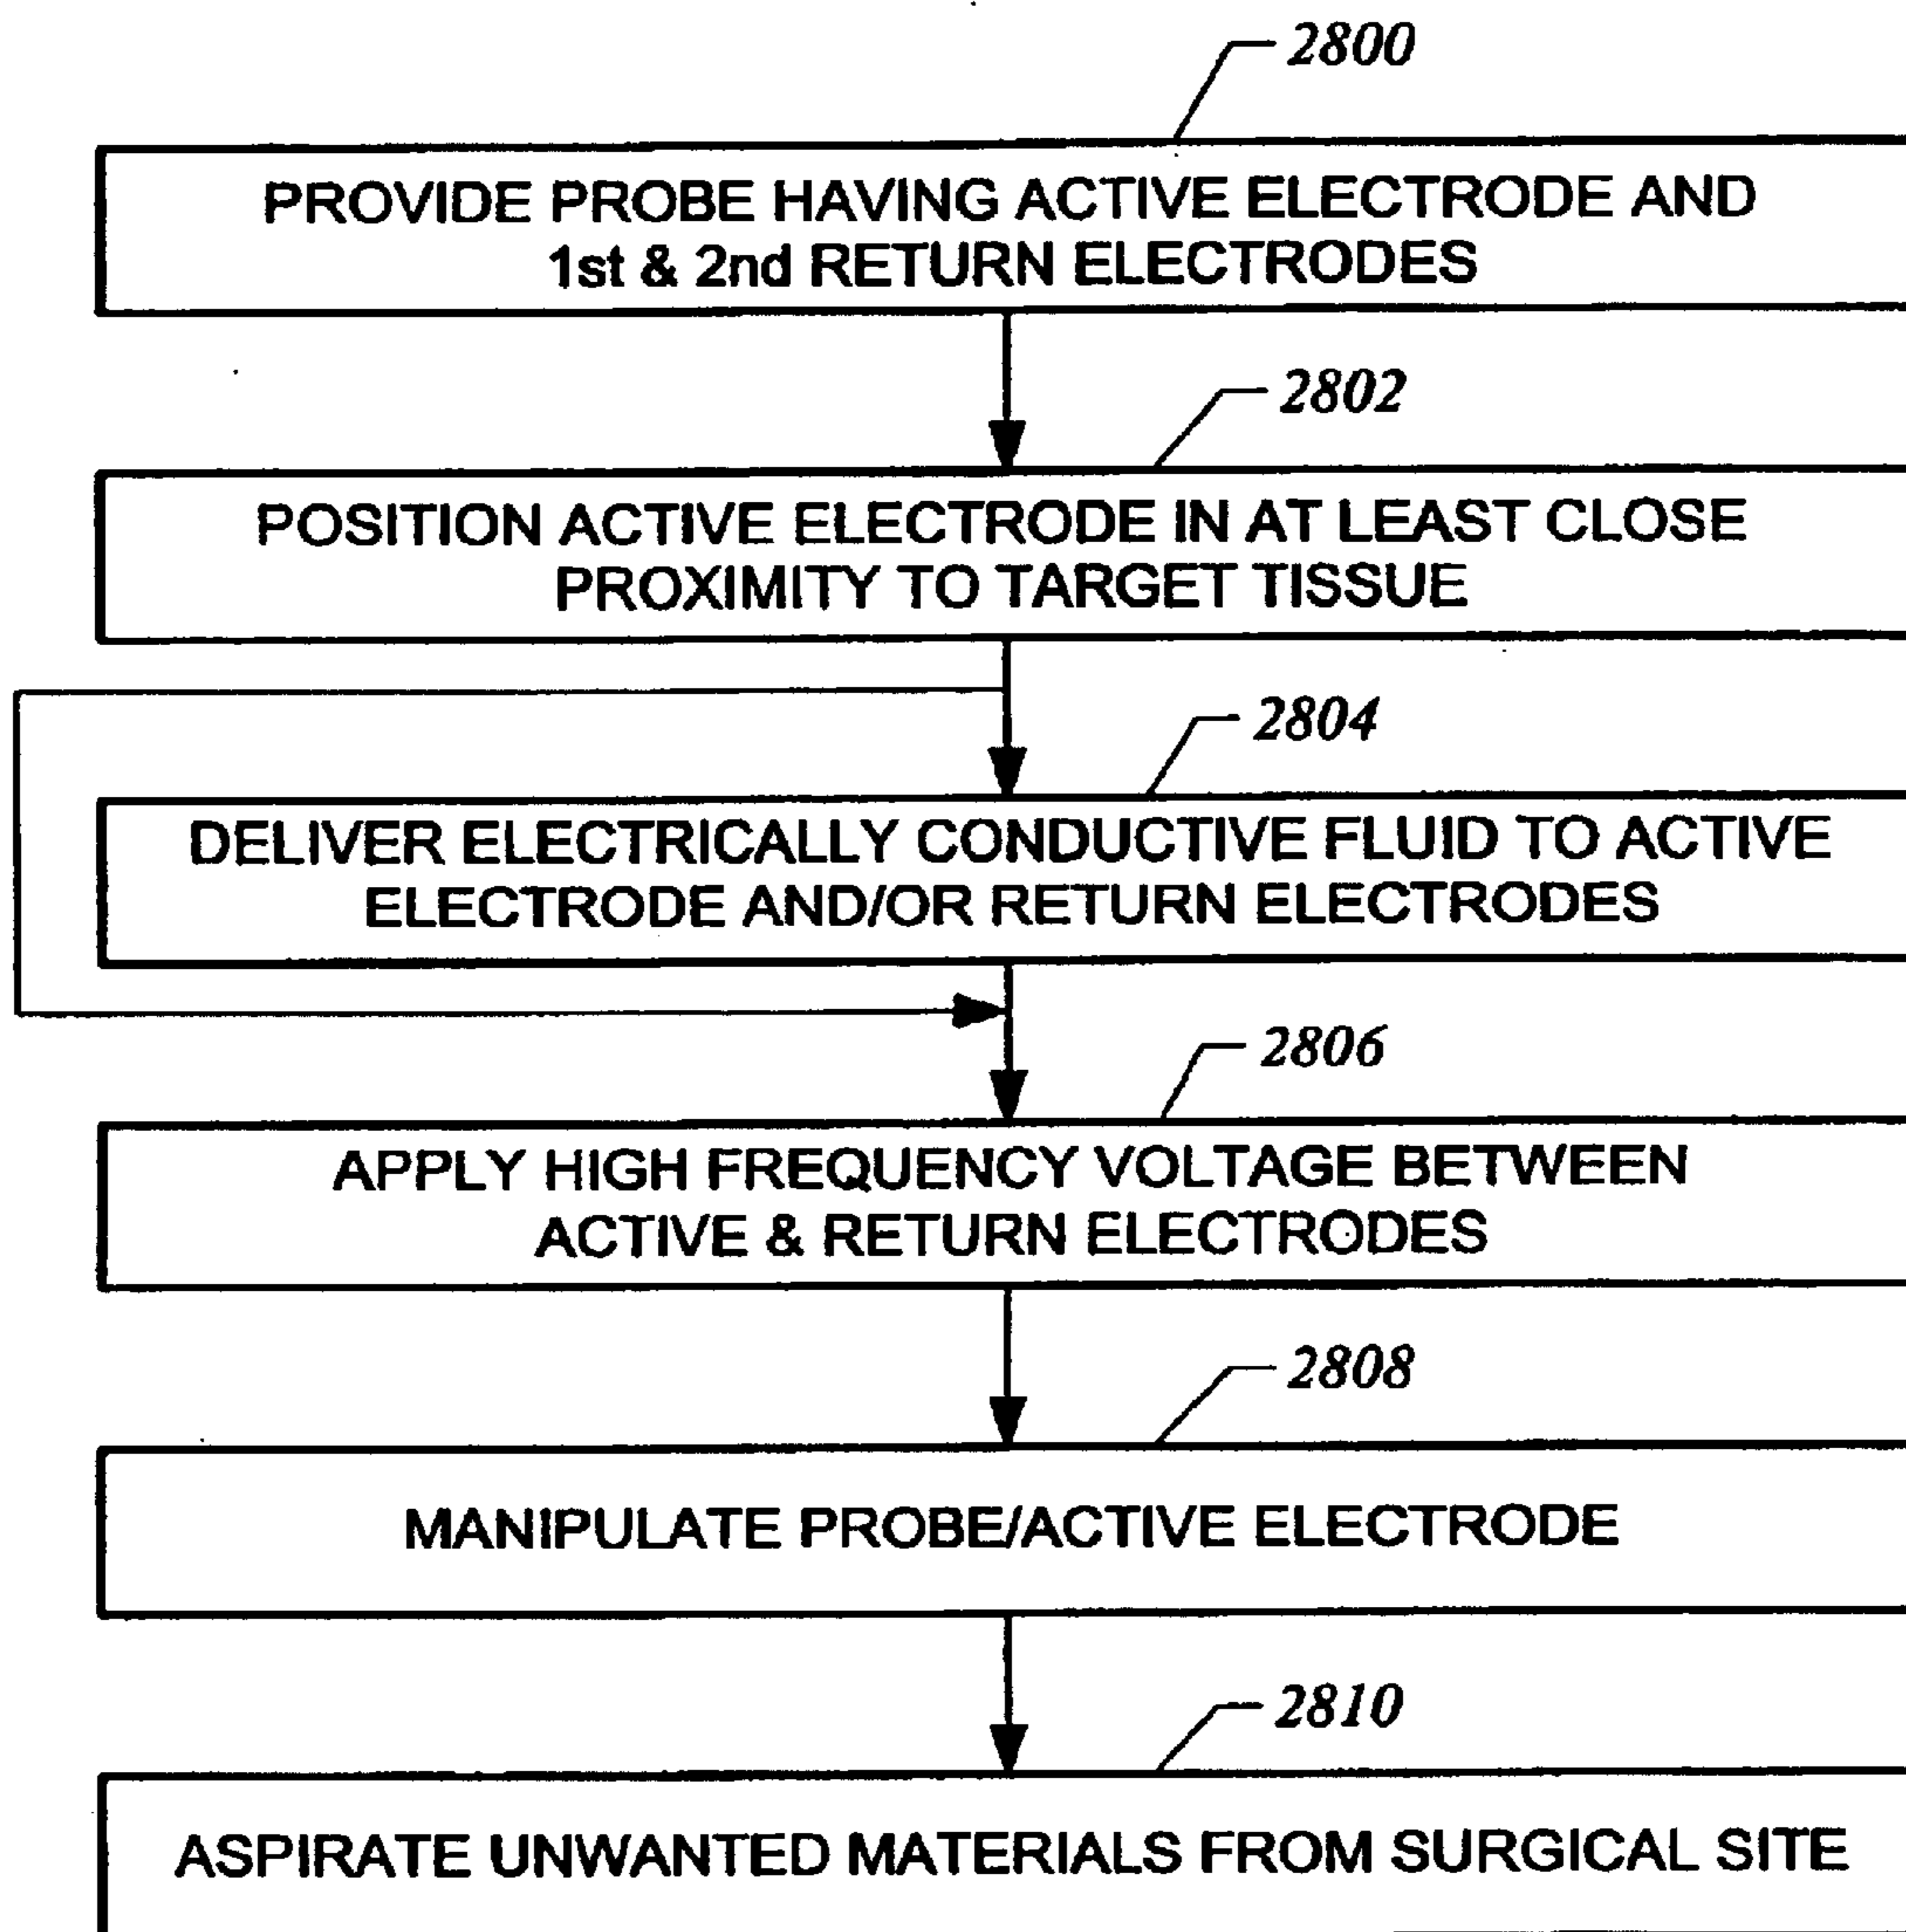 2800
PROVIDE PROBE HAVING ACTIVE ELECTRODE AND
1st & 2nd RETURN ELECTRODES
2802
POSITION ACTIVE ELECTRODE IN AT LEAST CLOSE
PROXIMITY TO TARGET TISSUE
2804
DELIVER ELECTRICALLY CONDUCTIVE FLUID TO ACTIVE
ELECTRODE AND/OR RETURN ELECTRODES
2806
APPLY HIGH FREQUENCY VOLTAGE BETWEEN
ACTIVE & RETURN ELECTRODES
2808
MANIPULATE PROBE/ACTIVE ELECTRODE
2810
ASPIRATE UNWANTED MATERIALS FROM SURGICAL SITE